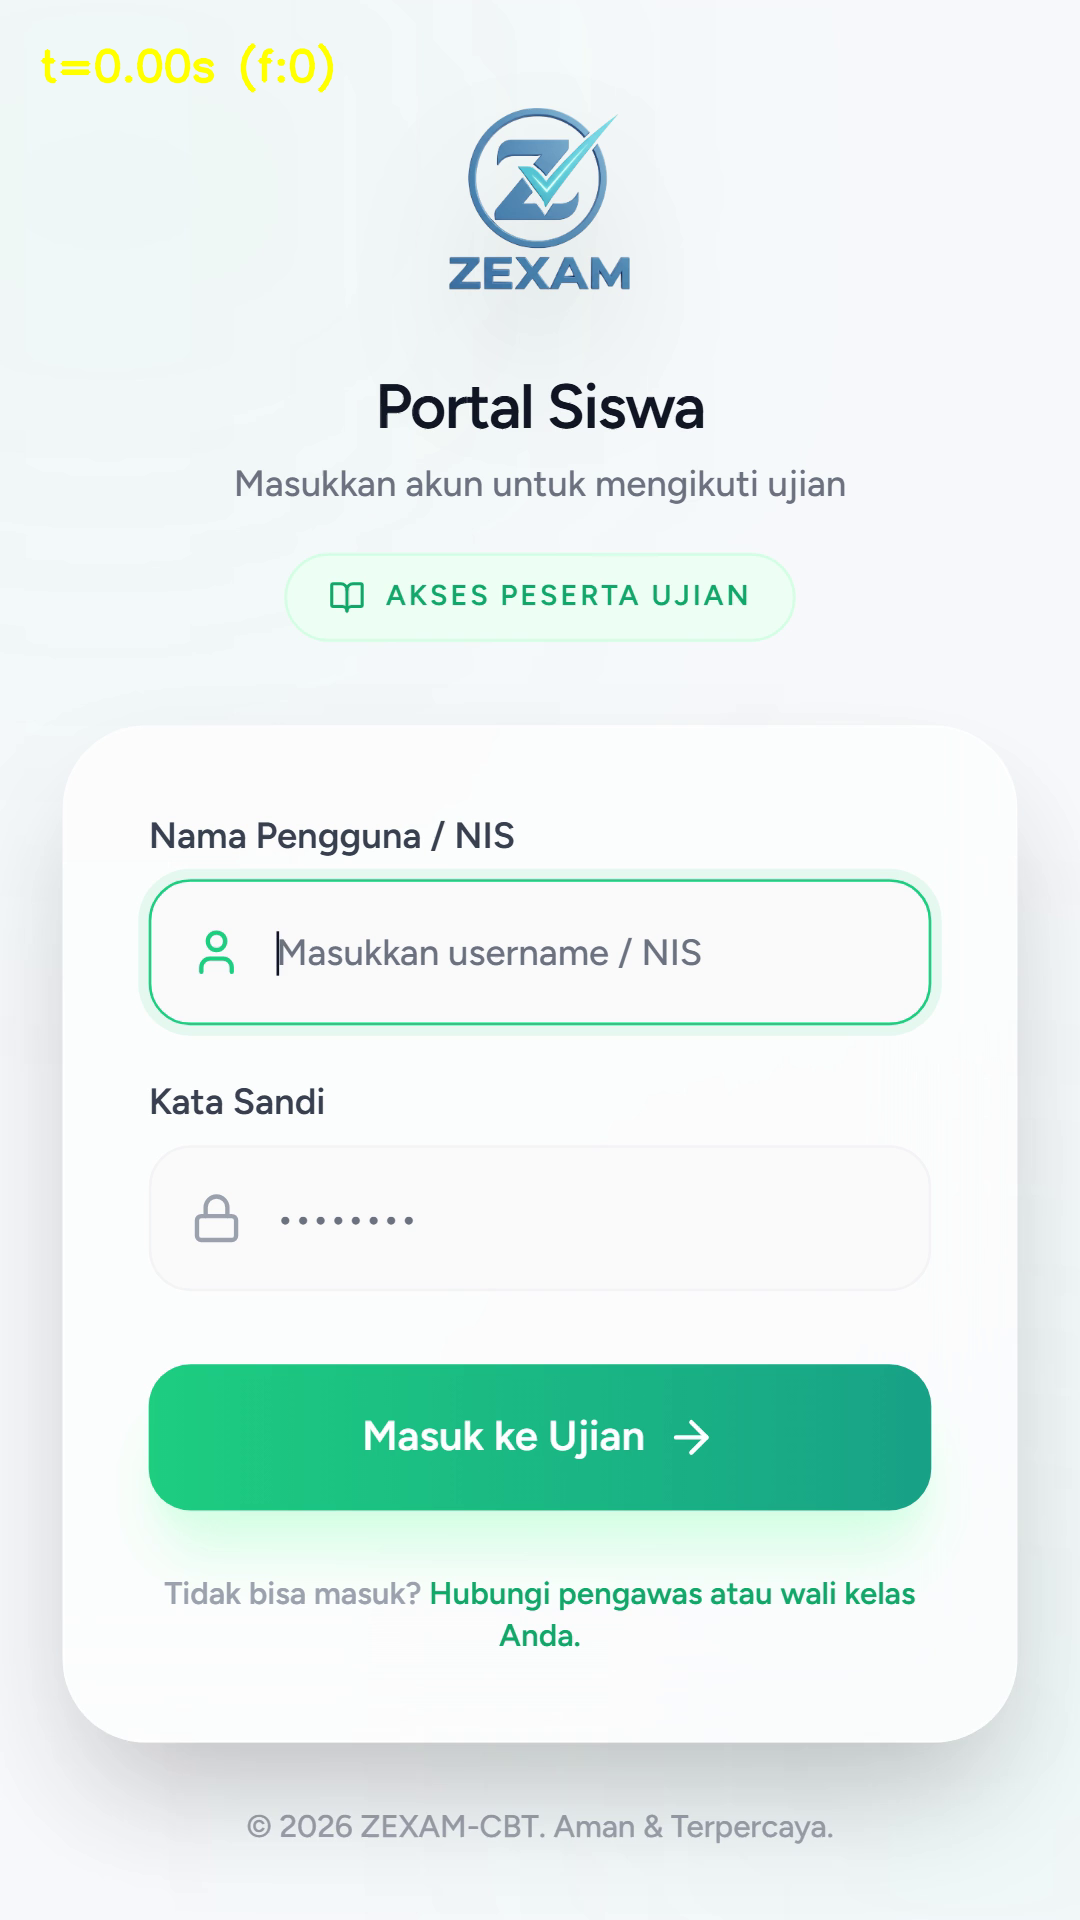 t=0.00s (f:0)
ZEXAM
Portal Siswa
Masukkan akun untuk mengikuti ujian
AKSES PESERTA UJIAN
Nama Pengguna / NIS
Masukkan username / NIS
Kata Sandi
••••••••
Masuk ke Ujian →
Tidak bisa masuk? Hubungi pengawas atau wali kelas
Anda.
© 2026 ZEXAM-CBT. Aman & Terpercaya.